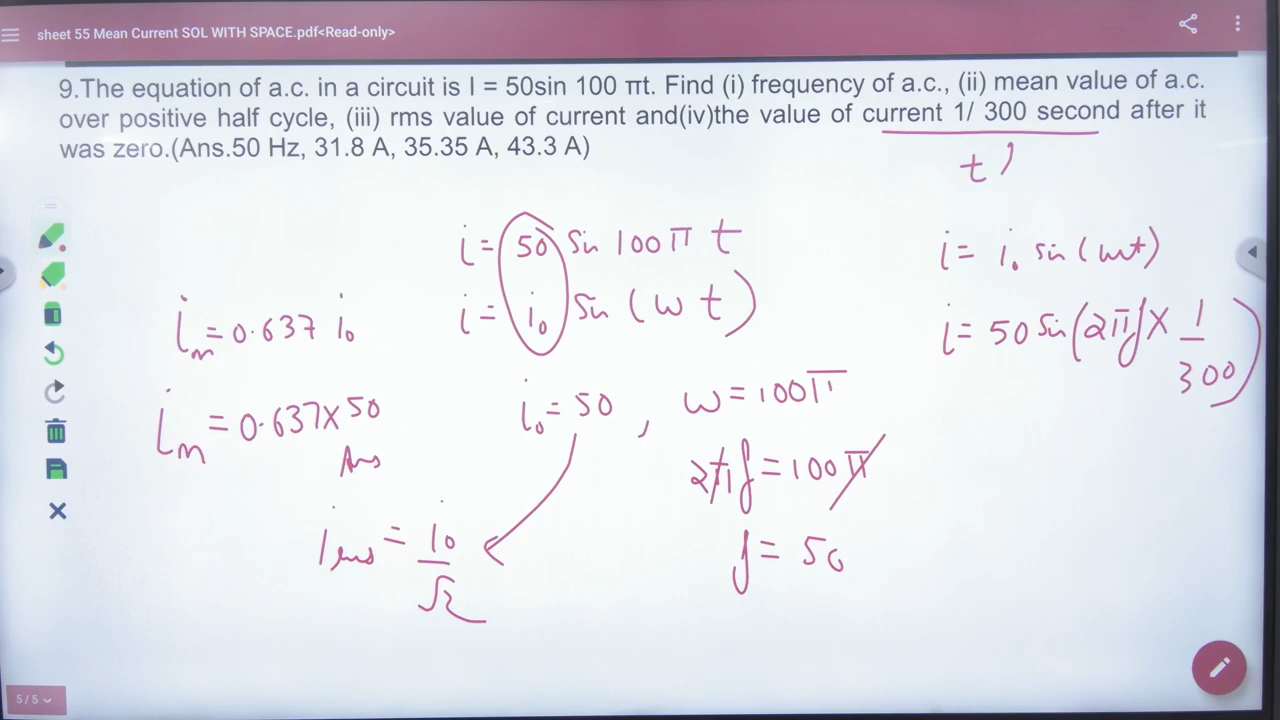 sheet 55 Mean Current SOL WITH SPACE.pdf<Read-only>
9.The equation of a.c. in a circuit is I = 50sin 100 πt. Find (i) frequency of a.c., (ii) mean value of a.c.
over positive half cycle, (iii) rms value of current and(iv)the value of current 1/ 300 second after it
was zero.(Ans.50 Hz, 31.8 A, 35.35 A, 43.3 A)
t
i = 50 sin 100π t
i = i₀ sin (ωt)
i = i₀ sin (ωt)
i = 50 sin(2πf × 1/300)
iₘ = 0.637 i₀
iₘ = 0.637×50
Ans
i₀ = 50 , ω = 100π
2πf = 100π
f = 50
irms = i₀/√2
5 / 5